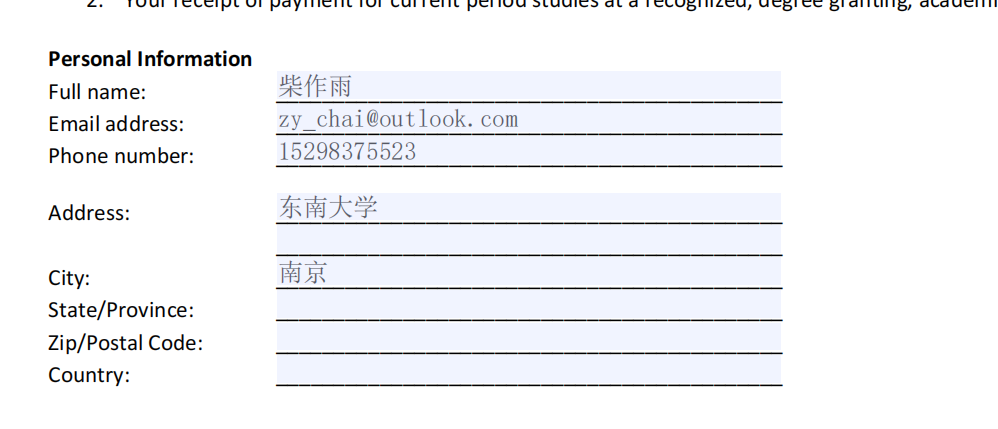 2. Your receipt of payment for current period studies at a recognized, degree granting, academi
Personal Information
Full name: 柴作雨
Email address: zy_chai@outlook.com
Phone number: 15298375523
Address: 东南大学
City: 南京
State/Province:
Zip/Postal Code:
Country: